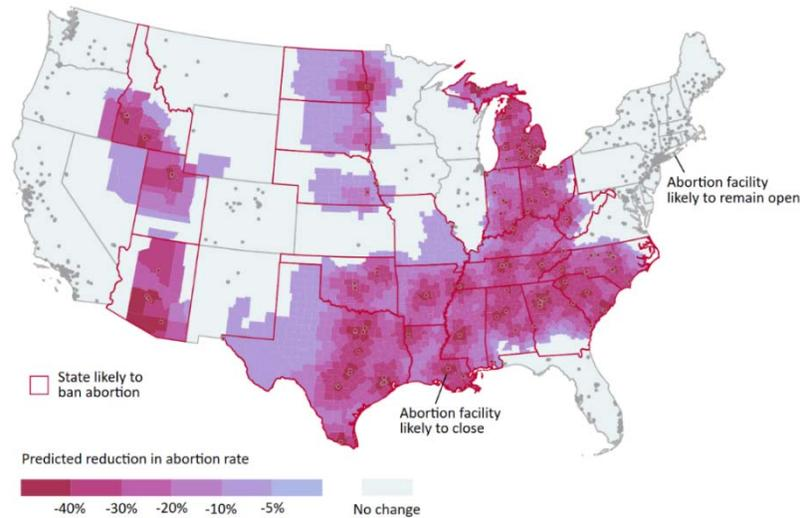 Abortion facility
likely to remain open
State likely to
ban abortion
Abortion facility
likely to close
Predicted reduction in abortion rate
-40% -30% -20% -10% -5% No change